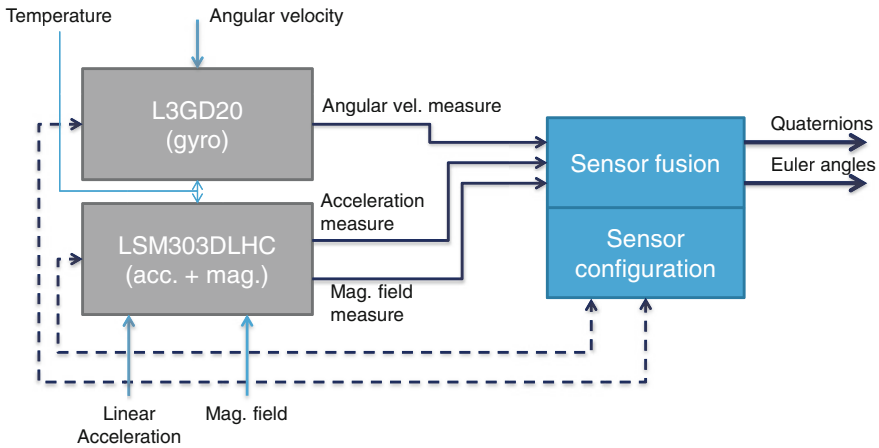 Temperature
Angular velocity
L3GD20
(gyro)
Angular vel. measure
Quaternions
Sensor fusion
Euler angles
Acceleration
measure
LSM303DLHC
(acc. + mag.)
Sensor
configuration
Mag. field
measure
Linear
Acceleration
Mag. field